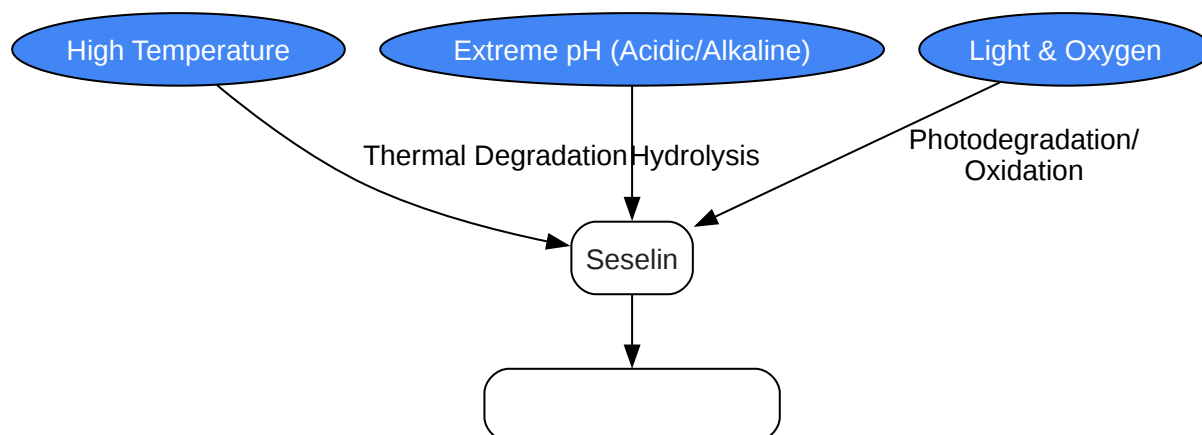 High Temperature
Extreme pH (Acidic/Alkaline)
Light & Oxygen
Thermal Degradation
Hydrolysis
Photodegradation/
Oxidation
Seselin